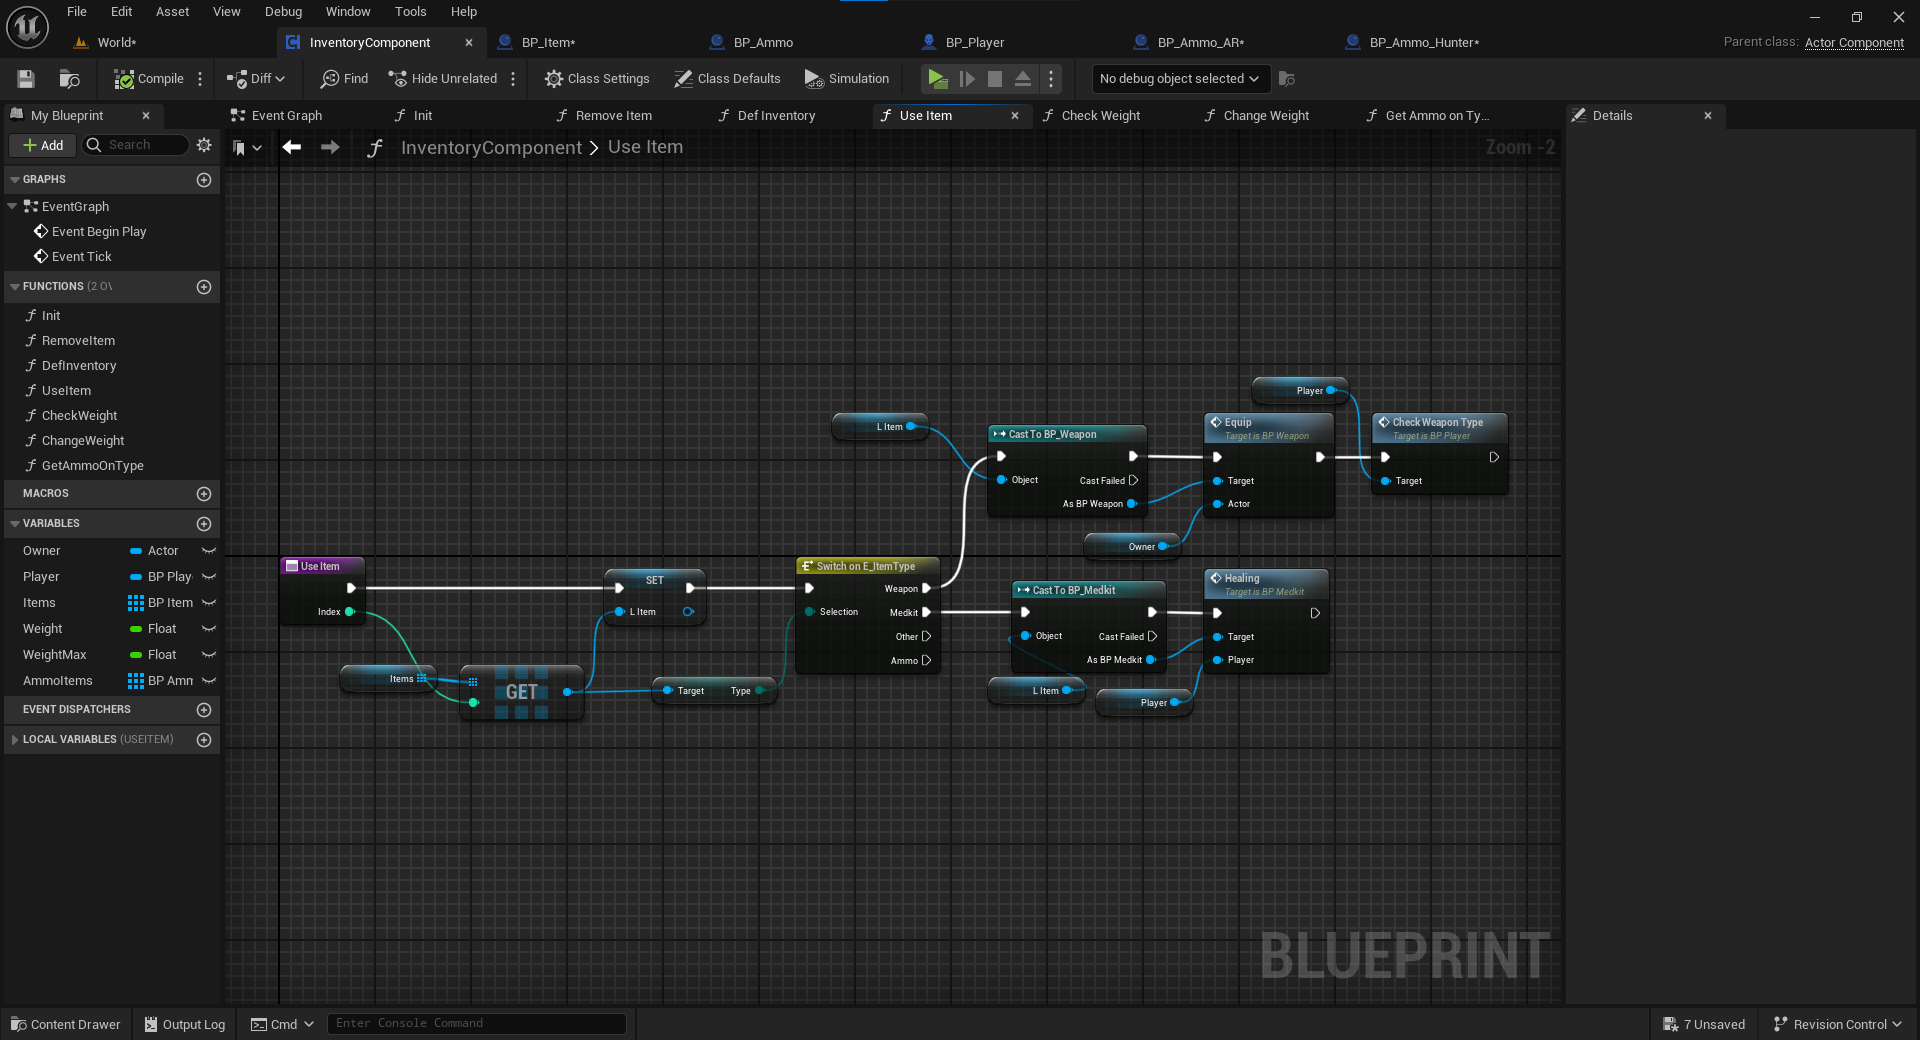 File Edit Asset View Debug Window Tools Help
World* InventoryComponent BP_Item* BP_Ammo BP_Player BP_Ammo_AR* BP_Ammo_Hunter* Parent class: Actor Component
Compile Diff Find Hide Unrelated Class Settings Class Defaults Simulation No debug object selected
My Blueprint
Event Graph Init Remove Item Def Inventory Use Item Check Weight Change Weight Get Ammo on Ty...
Details
Add Search
InventoryComponent > Use Item
Zoom -2
GRAPHS
EventGraph
Event Begin Play
Event Tick
FUNCTIONS (2 O\
Init
RemoveItem
DefInventory
UseItem
CheckWeight
ChangeWeight
GetAmmoOnType
MACROS
VARIABLES
Owner Actor
Player BP Play
Items BP Item
Weight Float
WeightMax Float
AmmoItems BP Amm
EVENT DISPATCHERS
LOCAL VARIABLES (USEITEM)
Use Item
Index
Items
GET
SET
L Item
Target Type
Switch on E_ItemType
Weapon
Selection Medkit
Other
Ammo
L Item
Cast To BP_Weapon
Object Cast Failed
As BP Weapon
Owner
Equip
Target is BP Weapon
Target
Actor
Player
Check Weapon Type
Target is BP Player
Target
Cast To BP_Medkit
Object Cast Failed
As BP Medkit
L Item
Player
Healing
Target is BP Medkit
Target
Player
BLUEPRINT
Content Drawer Output Log Cmd Enter Console Command 7 Unsaved Revision Control